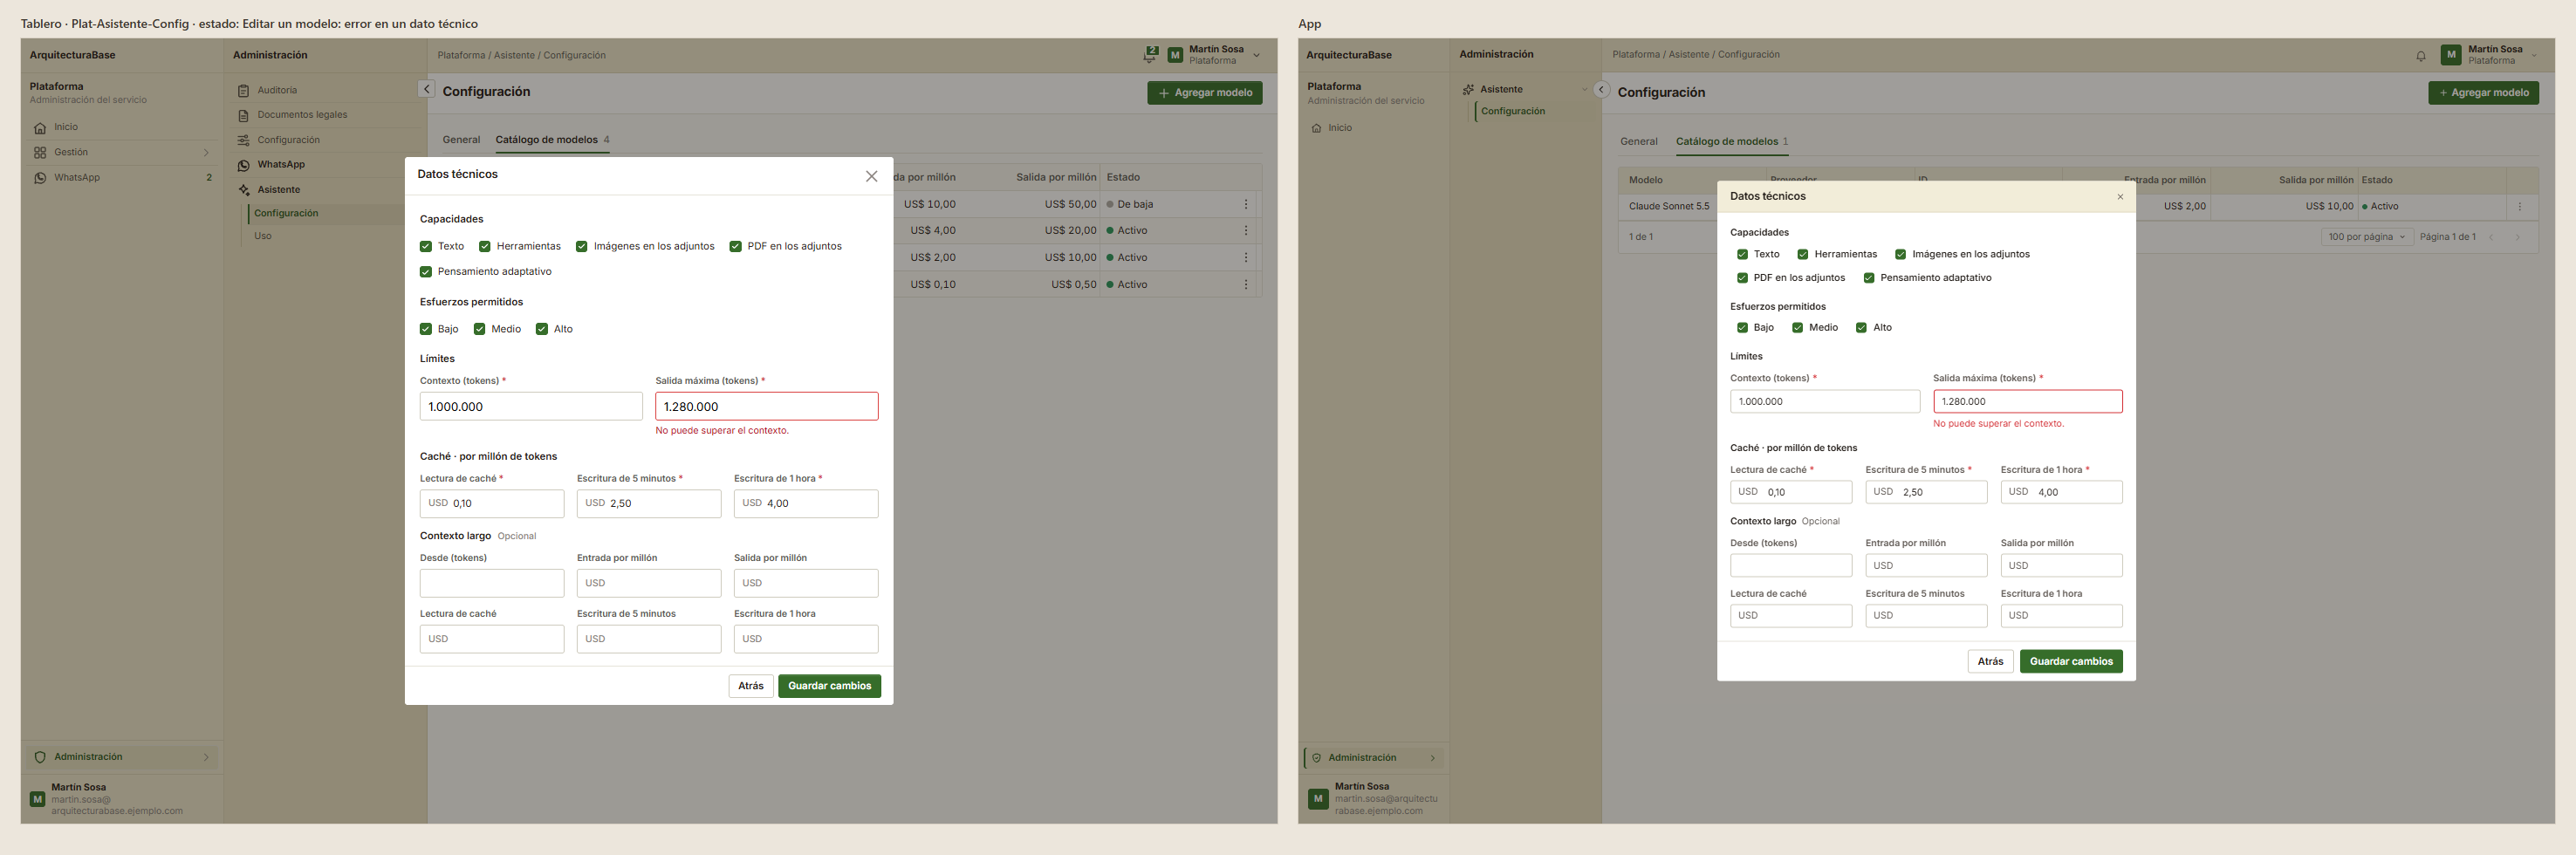 Tablero · Plat-Asistente-Config · estado: Editar un modelo: error en un dato técnico
ArquitecturaBase
Administración
Plataforma / Asistente / Configuración
2
M
Martín Sosa
Plataforma
Plataforma
Administración del servicio
Inicio
Gestión
WhatsApp 2
Auditoria
Documentos legales
Configuración
WhatsApp
Asistente
Configuración
Uso
Configuración
+ Agregar modelo
General
Catálogo de modelos 4
da por millón
Salida por millón
Estado
US$ 10,00 US$ 50,00 De baja
US$ 4,00 US$ 20,00 Activo
US$ 2,00 US$ 10,00 Activo
US$ 0,10 US$ 0,50 Activo
Datos técnicos
Capacidades
Texto Herramientas Imágenes en los adjuntos PDF en los adjuntos
Pensamiento adaptativo
Esfuerzos permitidos
Bajo Medio Alto
Límites
Contexto (tokens) * Salida máxima (tokens) *
1.000.000 1.280.000
No puede superar el contexto.
Caché · por millón de tokens
Lectura de caché * Escritura de 5 minutos * Escritura de 1 hora *
USD 0,10 USD 2,50 USD 4,00
Contexto largo Opcional
Desde (tokens) Entrada por millón Salida por millón
USD USD
Lectura de caché Escritura de 5 minutos Escritura de 1 hora
USD USD USD
Atrás Guardar cambios
Administración
M
Martín Sosa
martin.sosa@
arquitecturabase.ejemplo.com
App
ArquitecturaBase
Administración
Plataforma / Asistente / Configuración
M
Martín Sosa
Plataforma
Plataforma
Administración del servicio
Inicio
Asistente
Configuración
Configuración
+ Agregar modelo
General
Catálogo de modelos 1
Modelo Proveedor ID Entrada por millón Salida por millón Estado
Claude Sonnet 5.5 US$ 2,00 US$ 10,00 Activo
1 de 1
100 por página
Página 1 de 1
Datos técnicos
Capacidades
Texto Herramientas Imágenes en los adjuntos
PDF en los adjuntos Pensamiento adaptativo
Esfuerzos permitidos
Bajo Medio Alto
Límites
Contexto (tokens) * Salida máxima (tokens) *
1.000.000 1.280.000
No puede superar el contexto.
Caché · por millón de tokens
Lectura de caché * Escritura de 5 minutos * Escritura de 1 hora *
USD 0,10 USD 2,50 USD 4,00
Contexto largo Opcional
Desde (tokens) Entrada por millón Salida por millón
USD USD
Lectura de caché Escritura de 5 minutos Escritura de 1 hora
USD USD USD
Atrás Guardar cambios
Administración
M
Martín Sosa
martin.sosa@arquitectu
rabase.ejemplo.com